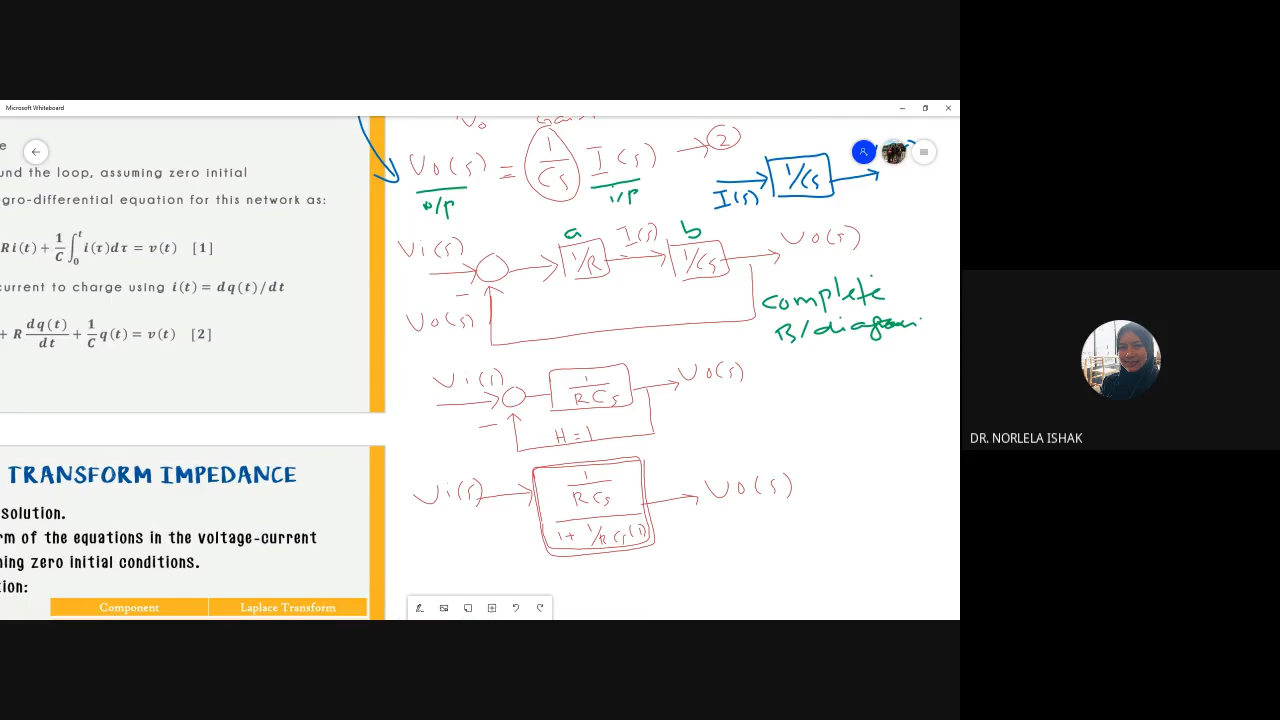 Microsoft Whiteboard
e
und the loop, assuming zero initial
egro-differential equation for this network as:
Ri(t) + 1/C ∫₀ᵗ i(τ)dτ = v(t) [1]
current to charge using i(t) = dq(t)/dt
+ R dq(t)/dt + 1/C q(t) = v(t) [2]
TRANSFORM IMPEDANCE
solution.
rm of the equations in the voltage-current
ning zero initial conditions.
tion:
Component Laplace Transform
Vo
Vo(s) = 1/Cs I(s) → 2
o/p i/p
I(s) 1/Cs
a I(s) b
Vi(s) 1/R 1/Cs Vo(s)
−
Vo(s)
complete
B/diagram
Vi(s) 1/RCs Vo(s)
−
H = 1
Vi(s) 1/RCs Vo(s)
1 + 1/RCs(1)
DR. NORLELA ISHAK